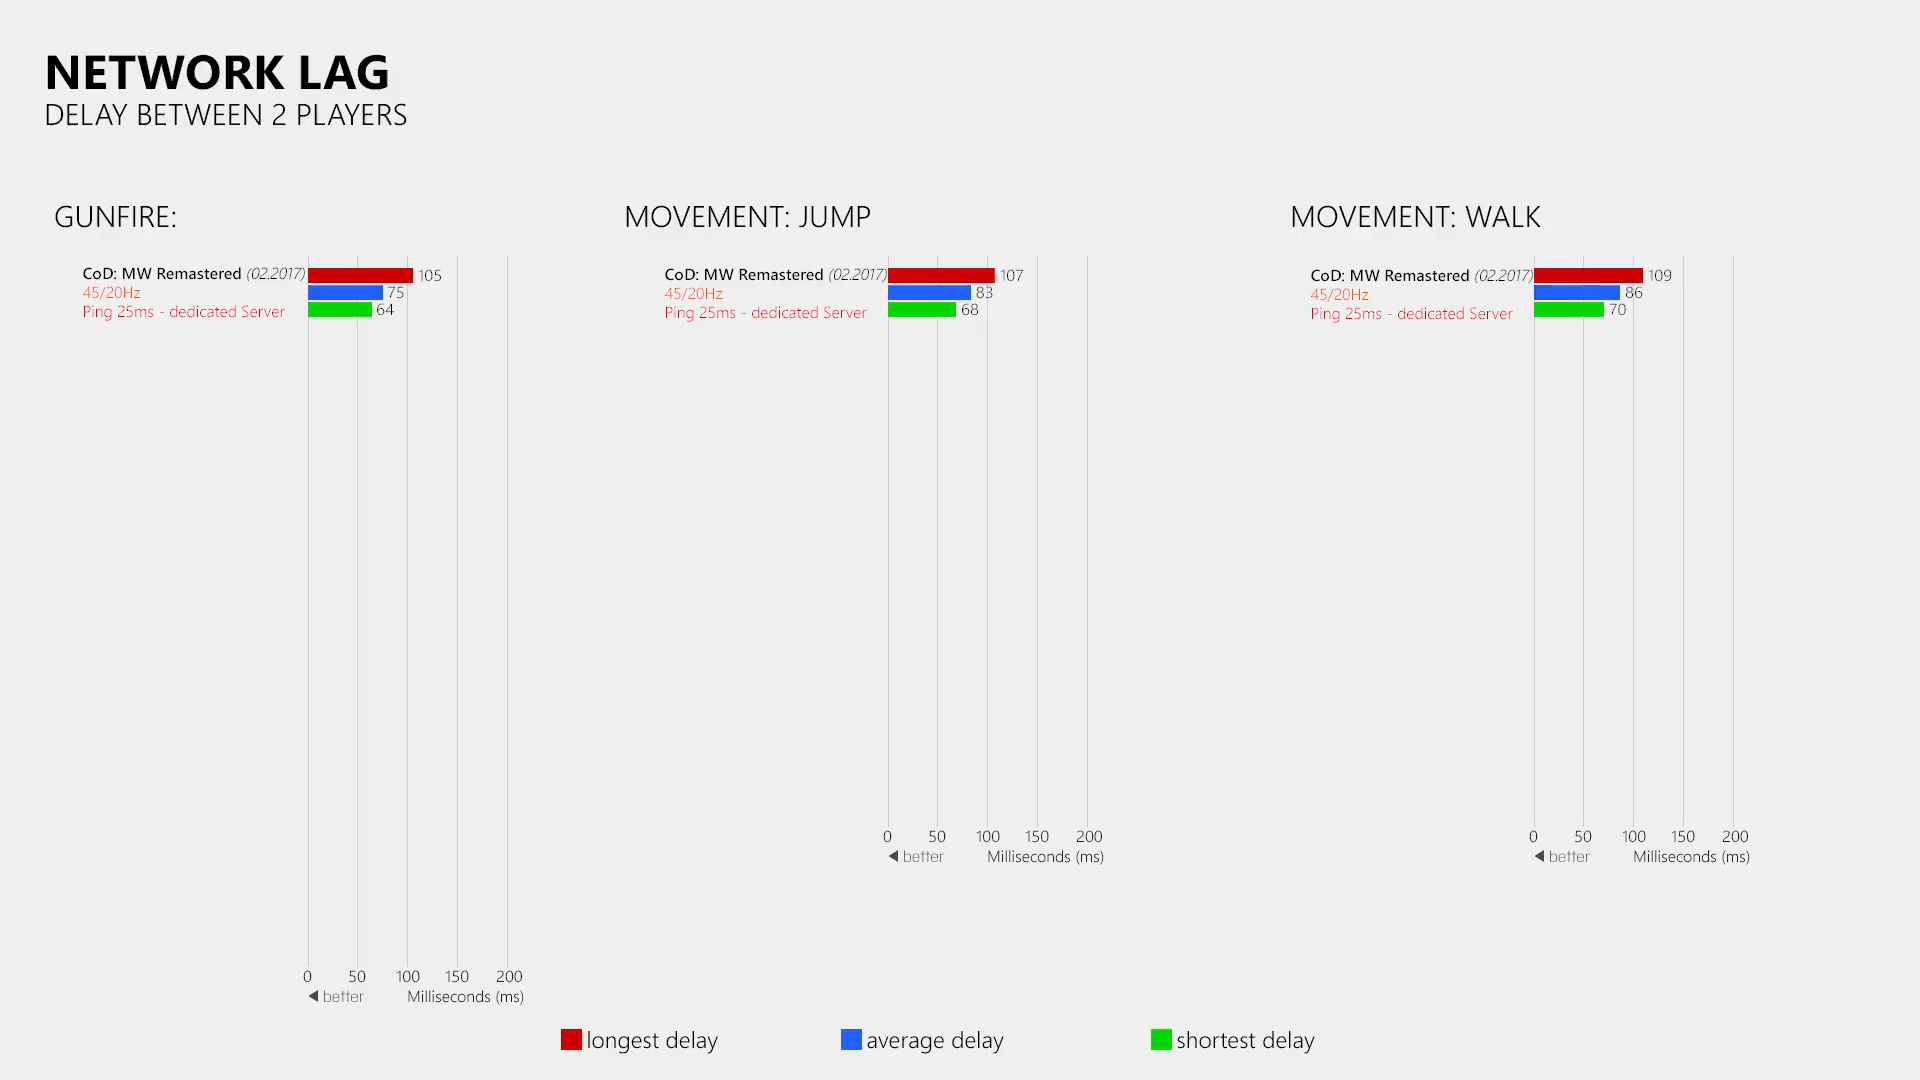 NETWORK LAG
DELAY BETWEEN 2 PLAYERS
GUNFIRE:
CoD: MW Remastered (02.2017)
45/20Hz
Ping 25ms - dedicated Server
105
75
64
0 50 100 150 200
◄ better Milliseconds (ms)
MOVEMENT: JUMP
CoD: MW Remastered (02.2017)
45/20Hz
Ping 25ms - dedicated Server
107
83
68
0 50 100 150 200
◄ better Milliseconds (ms)
MOVEMENT: WALK
CoD: MW Remastered (02.2017)
45/20Hz
Ping 25ms - dedicated Server
109
86
70
0 50 100 150 200
◄ better Milliseconds (ms)
longest delay
average delay
shortest delay